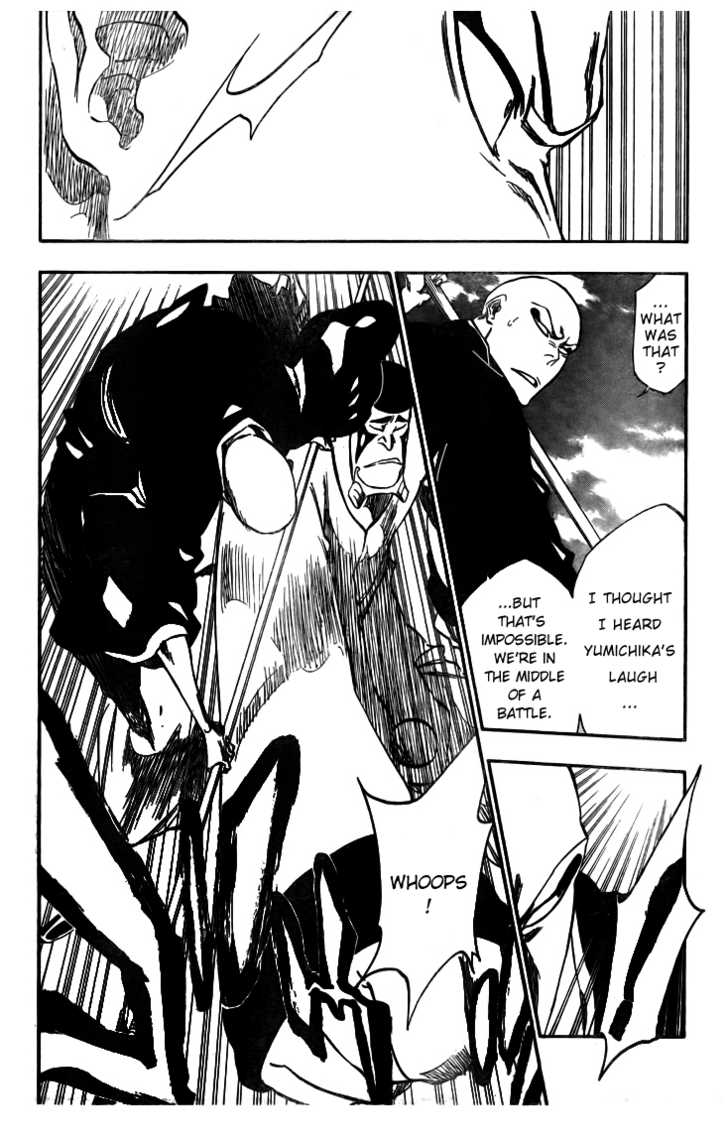 ...
WHAT
WAS
THAT
?
I THOUGHT
I HEARD
YUMICHIKA'S
LAUGH
...
...BUT
THAT'S
IMPOSSIBLE.
WE'RE IN
THE MIDDLE
OF A
BATTLE.
WHOOPS
!